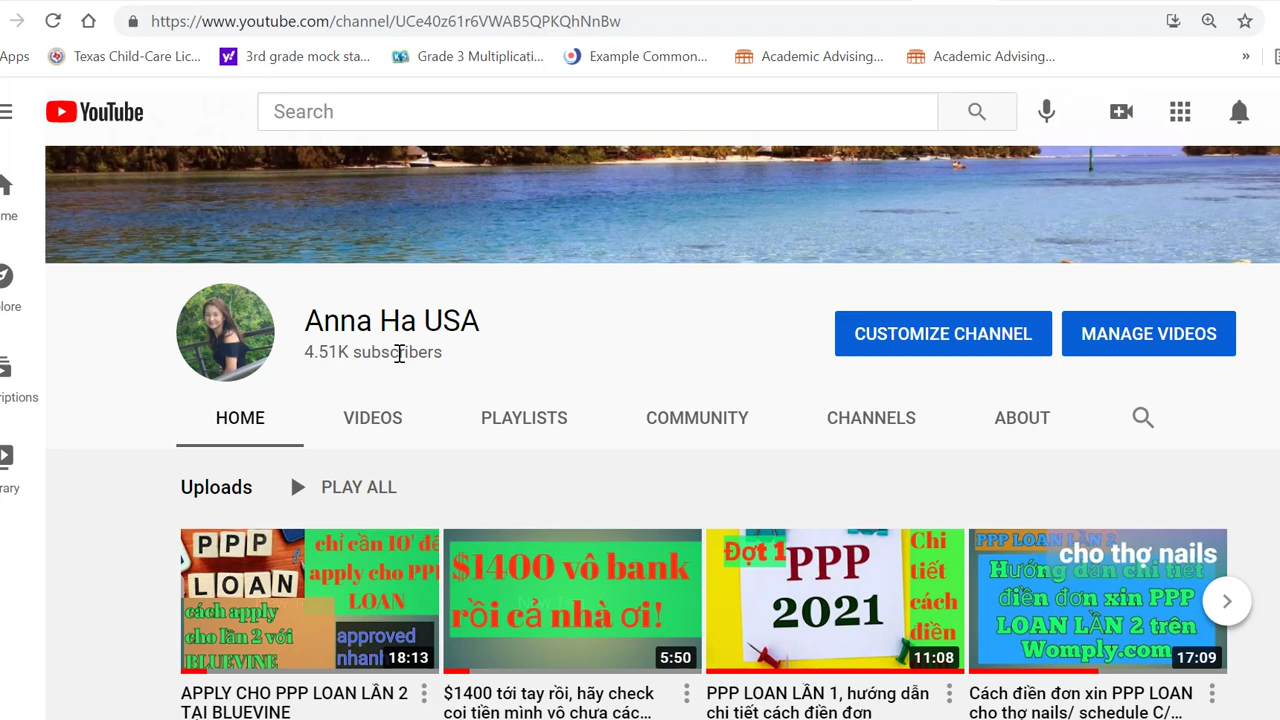 https://www.youtube.com/channel/UCe40z61r6VWAB5QPKQhNnBw
Apps Texas Child-Care Lic... 3rd grade mock sta... Grade 3 Multiplicati... Example Common... Academic Advising... Academic Advising... »
YouTube Search
me
lore
riptions
rary
Anna Ha USA
4.51K subscribers
CUSTOMIZE CHANNEL MANAGE VIDEOS
HOME VIDEOS PLAYLISTS COMMUNITY CHANNELS ABOUT
Uploads PLAY ALL
PPP
LOAN
chỉ cần 10' để
apply cho PPP
LOAN
cách apply
cho lần 2 với
BLUEVINE
approved
nhanh
18:13
$1400 vô bank
rồi cả nhà ơi!
5:50
Đợt 1
PPP
2021
Chi
tiết
cách
điền
11:08
PPP LOAN LẦN 2
cho thợ nails
Hướng dẫn chi tiết
điền đơn xin PPP
LOAN LẦN 2 trên
Womply.com
17:09
APPLY CHO PPP LOAN LẦN 2
TẠI BLUEVINE
$1400 tới tay rồi, hãy check
coi tiền mình vô chưa các...
PPP LOAN LẦN 1, hướng dẫn
chi tiết cách điền đơn
Cách điền đơn xin PPP LOAN
cho thợ nails/ schedule C/...